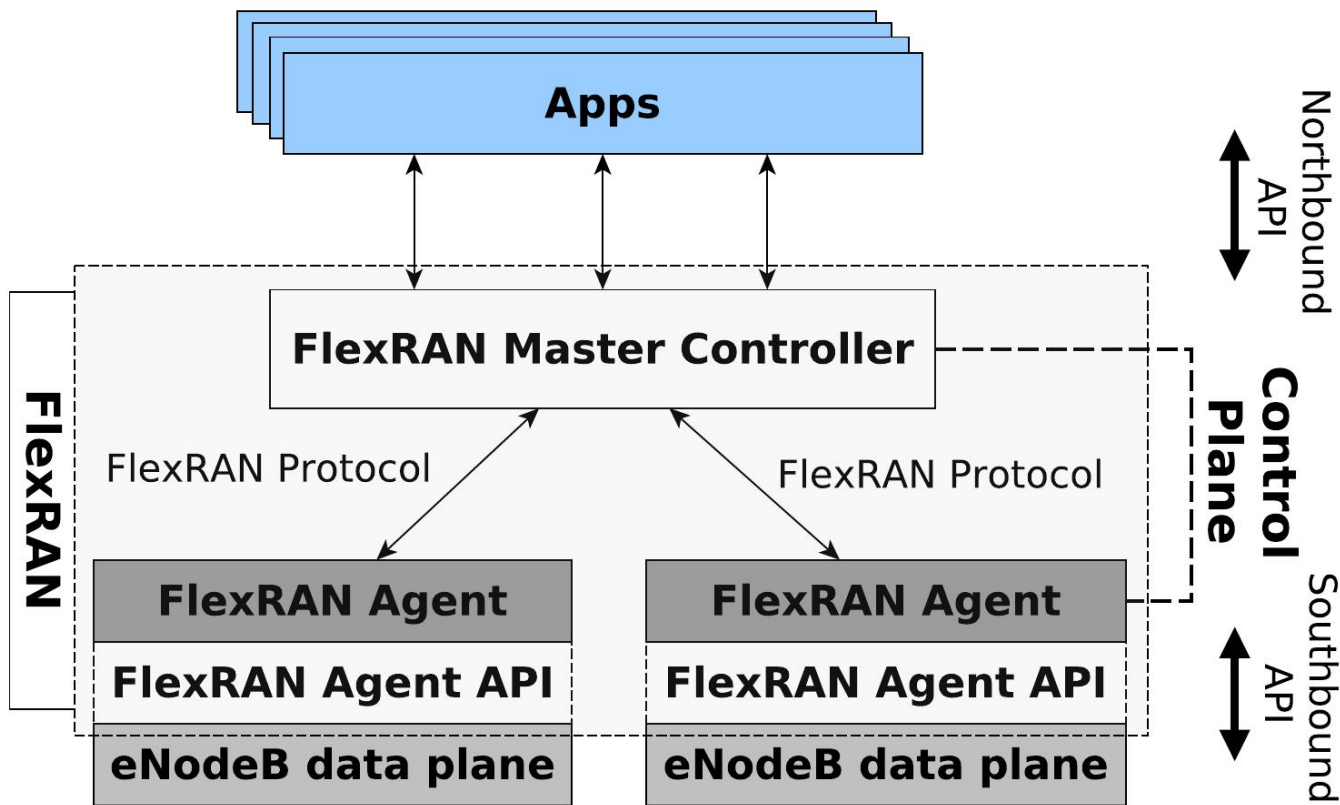 Apps
Northbound
API
FlexRAN Master Controller
FlexRAN
Control
Plane
FlexRAN Protocol
FlexRAN Protocol
FlexRAN Agent
FlexRAN Agent
FlexRAN Agent API
FlexRAN Agent API
Southbound
API
eNodeB data plane
eNodeB data plane